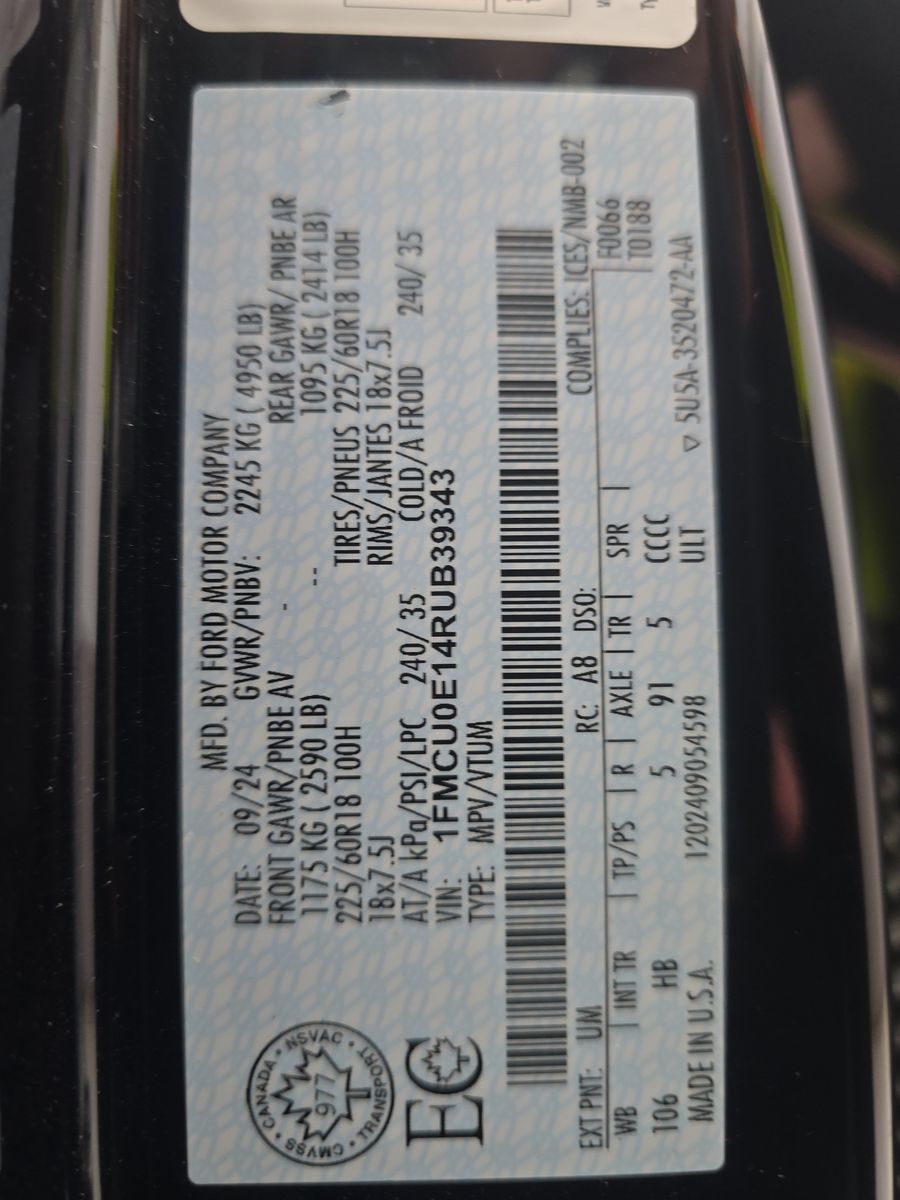 CANADA • NSVAC • TRANSPORT • CMVSS •
977
EC
MFD. BY FORD MOTOR COMPANY
DATE: 09/24 GVWR/PNBV: 2245 KG ( 4950 LB)
FRONT GAWR/PNBE AV - REAR GAWR/ PNBE AR
1175 KG ( 2590 LB) -- 1095 KG ( 2414 LB)
225/60R18 100H TIRES/PNEUS 225/60R18 100H
18x7.5J RIMS/JANTES 18x7.5J
AT/A kPa/PSI/LPC 240/ 35 COLD/A FROID 240/ 35
VIN: 1FMCU0E14RUB39343
TYPE: MPV/VTUM
COMPLIES: ICES/NMB-002
EXT PNT: UM RC: A8 DSO: F0066
WB | INT TR | TP/PS | R | AXLE | TR | SPR | T0188
106 HB 5 91 5 CCCC
MADE IN U.S.A. 120240905459​8 ULT ▽ 5U5A-3520472-AA